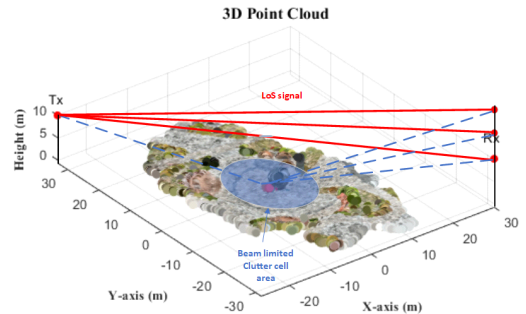 3D Point Cloud
LoS signal
Tx
Rx
10
5
0
Height (m)
30
20
10
0
-10
-20
-30
Y-axis (m)
Beam limited
Clutter cell
area
-20
-10
0
10
20
30
X-axis (m)